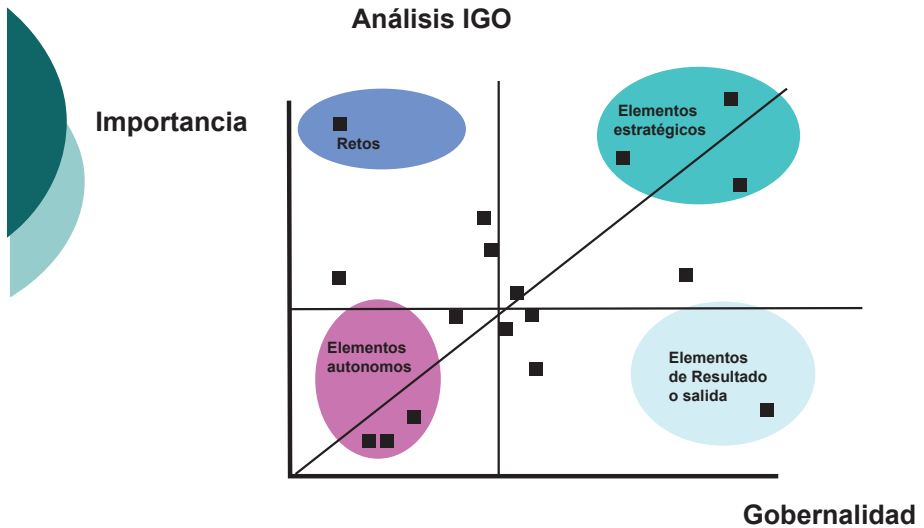 Análisis IGO
Importancia
Retos
Elementos
estratégicos
Elementos
autonomos
Elementos
de Resultado
o salida
Gobernalidad